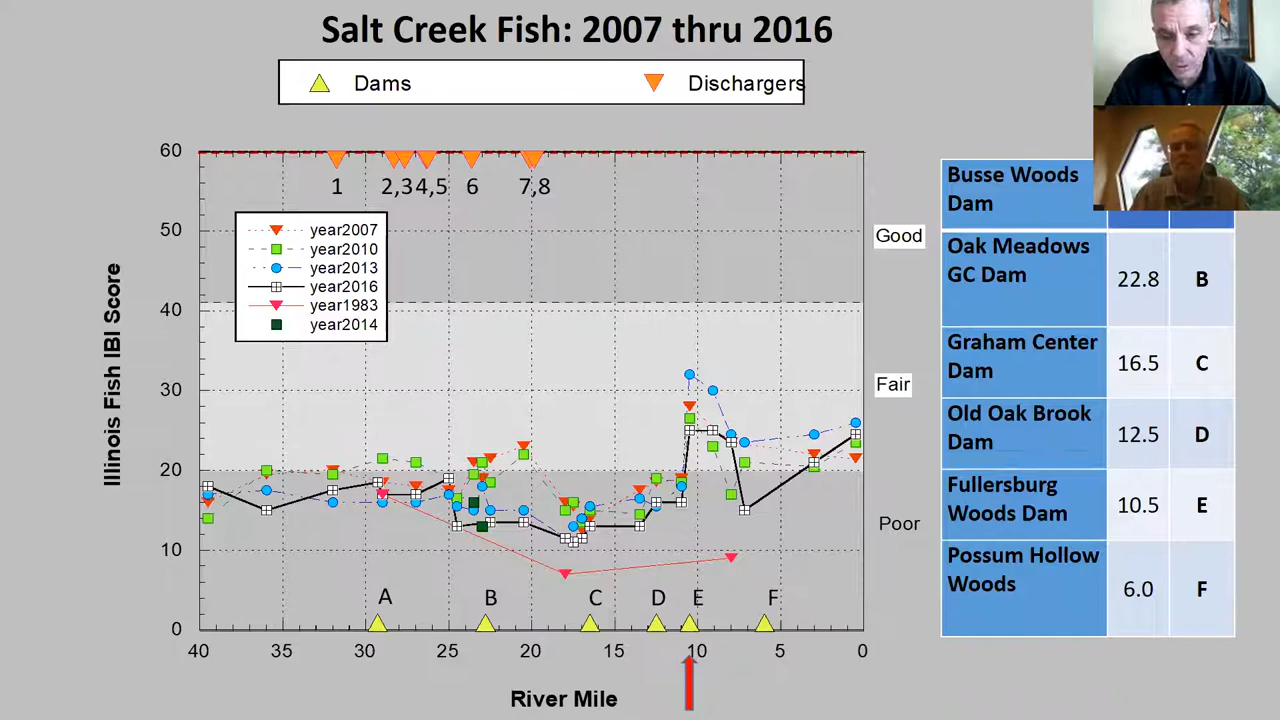 Salt Creek Fish: 2007 thru 2016
Dams
Dischargers
60
50
40
30
20
10
0
Illinois Fish IBI Score
1
2,3
4,5
6
7,8
year2007
year2010
year2013
year2016
year1983
year2014
Good
Fair
Poor
A
B
C
D
E
F
40
35
30
25
20
15
10
5
0
River Mile
Busse Woods
Dam
Oak Meadows
GC Dam
22.8
B
Graham Center
Dam
16.5
C
Old Oak Brook
Dam
12.5
D
Fullersburg
Woods Dam
10.5
E
Possum Hollow
Woods
6.0
F